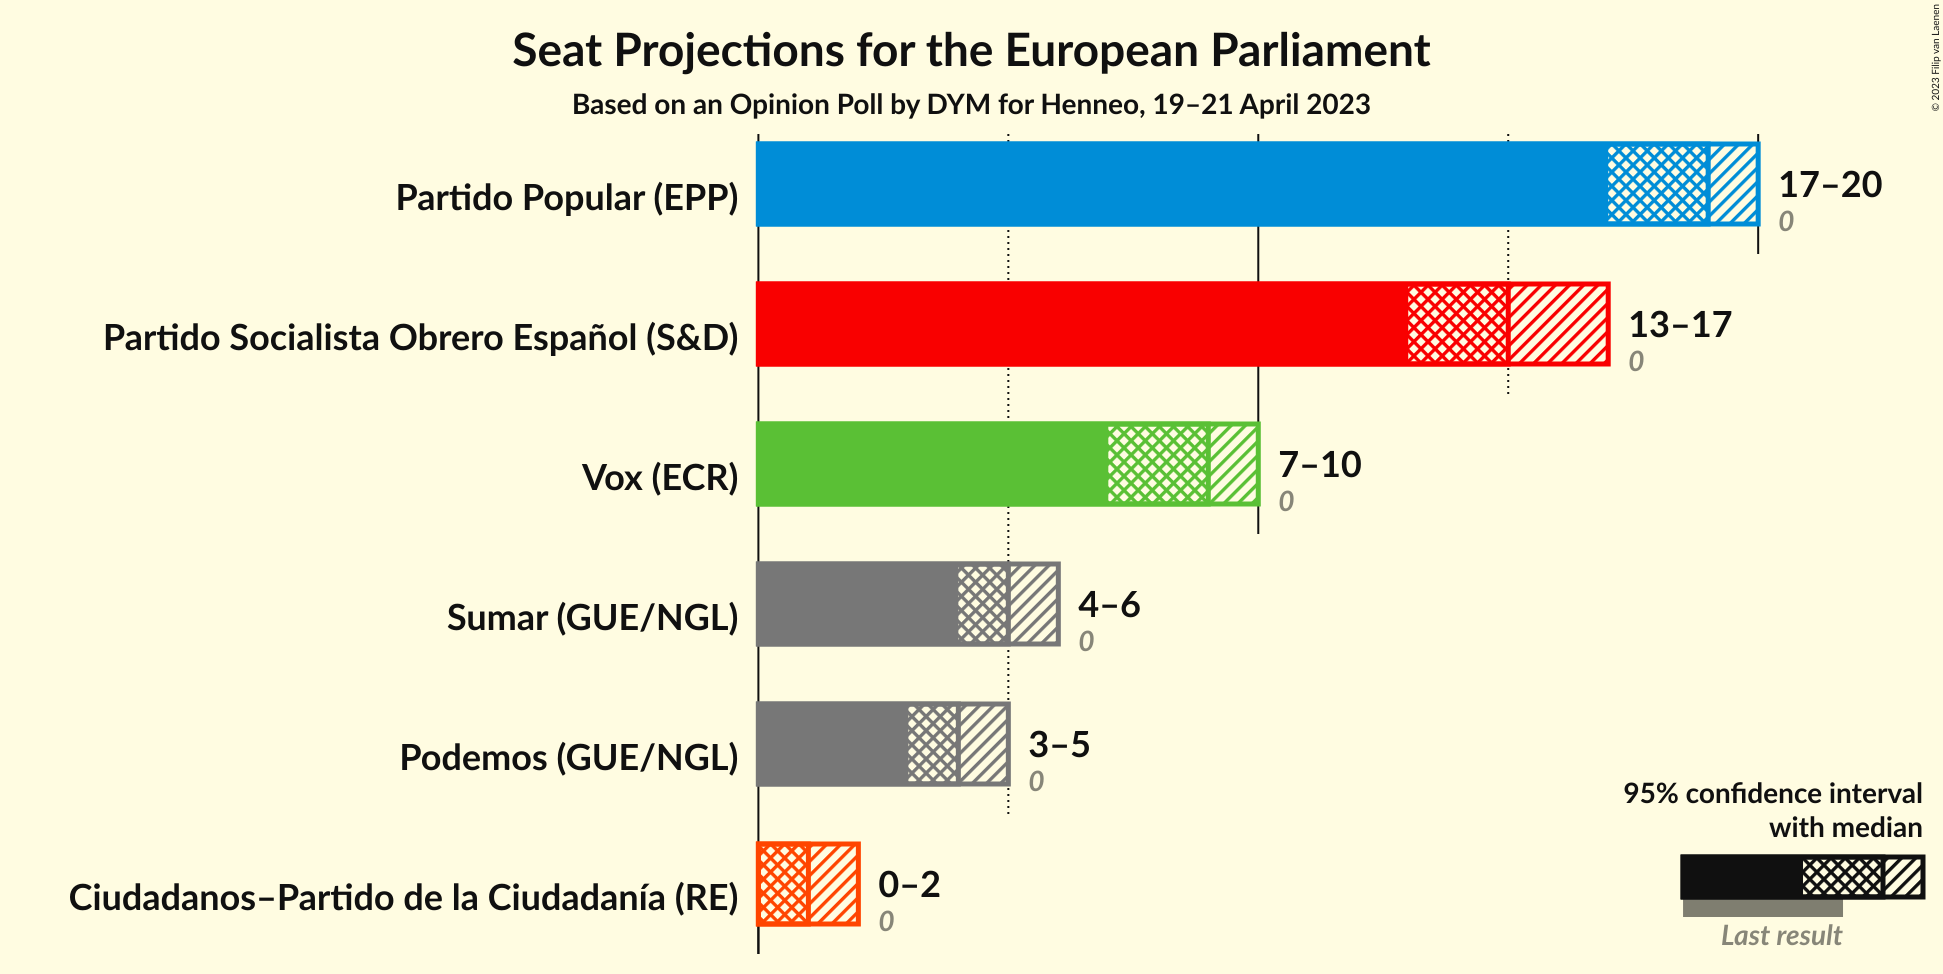 Seat Projections for the European Parliament
Based on an Opinion Poll by DYM for Henneo, 19–21 April 2023
© 2023 Filip van Laenen
Partido Popular (EPP)
17–20
0
Partido Socialista Obrero Español (S&D)
13–17
0
Vox (ECR)
7–10
0
Sumar (GUE/NGL)
4–6
0
Podemos (GUE/NGL)
3–5
0
Ciudadanos–Partido de la Ciudadanía (RE)
0–2
0
95% confidence interval
with median
Last result